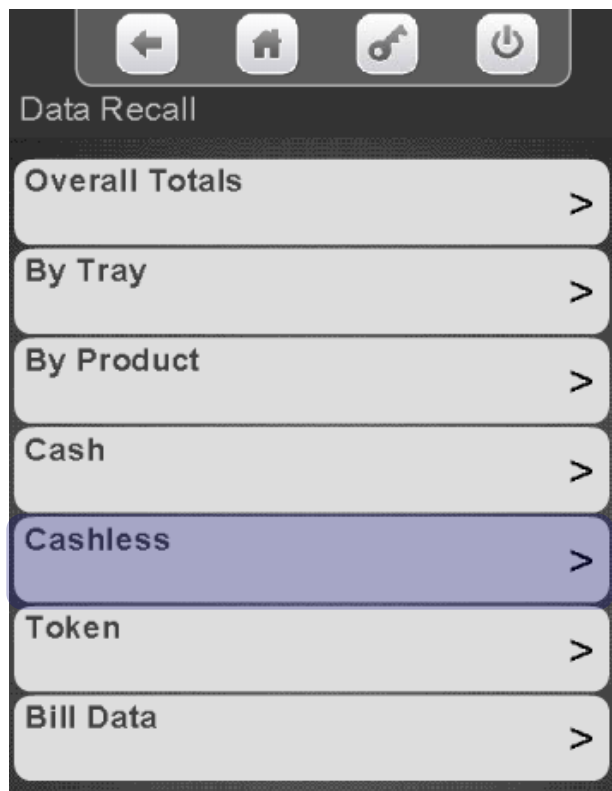 Data Recall
Overall Totals
>
By Tray
>
By Product
>
Cash
>
Cashless
>
Token
>
Bill Data
>